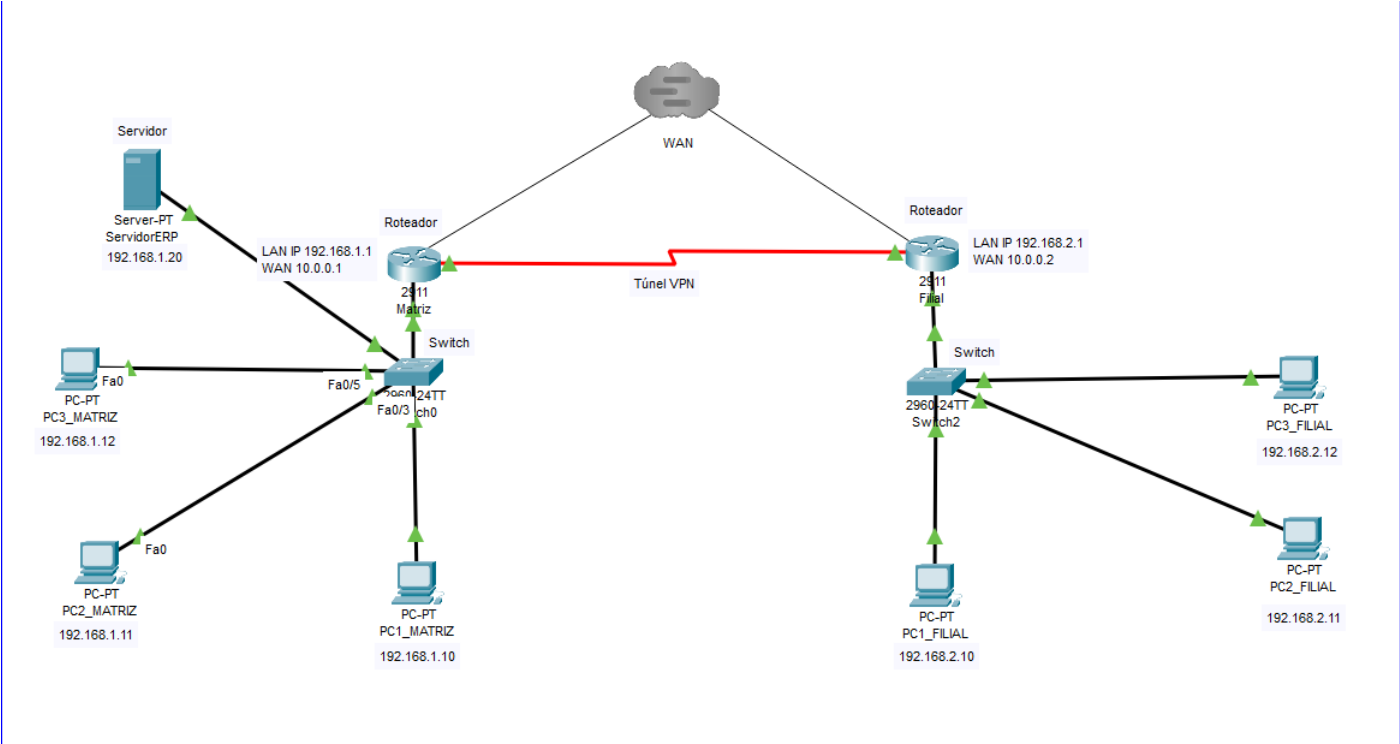 WAN
Servidor
Server-PT
ServidorERP
192.168.1.20
Roteador
LAN IP 192.168.1.1
WAN 10.0.0.1
2911
Matriz
Túnel VPN
Roteador
LAN IP 192.168.2.1
WAN 10.0.0.2
2911
Filial
Switch
Fa0
Fa0/5
PC-PT
PC3_MATRIZ
192.168.1.12
2960-24TT
Fa0/3
ch0
Switch
2960-24TT
Switch2
PC-PT
PC3_FILIAL
192.168.2.12
Fa0
PC-PT
PC2_MATRIZ
192.168.1.11
PC-PT
PC1_MATRIZ
192.168.1.10
PC-PT
PC1_FILIAL
192.168.2.10
PC-PT
PC2_FILIAL
192.168.2.11